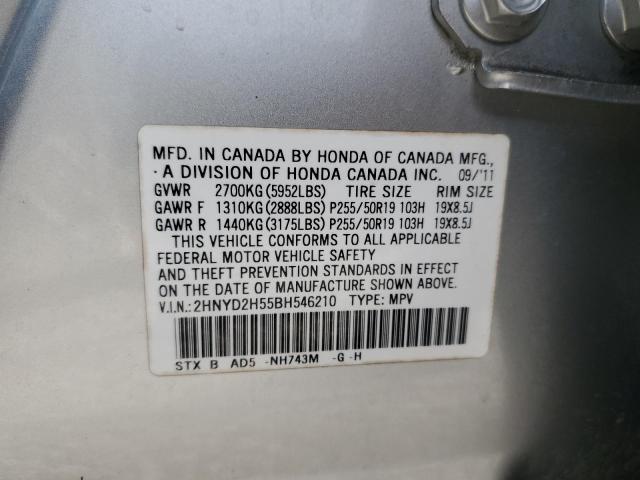 MFD. IN CANADA BY HONDA OF CANADA MFG.,
A DIVISION OF HONDA CANADA INC. 09/'11
GVWR 2700KG(5952LBS) TIRE SIZE RIM SIZE
GAWR F 1310KG(2888LBS) P255/50R19 103H 19X8.5J
GAWR R 1440KG(3175LBS) P255/50R19 103H 19X8.5J
THIS VEHICLE CONFORMS TO ALL APPLICABLE
FEDERAL MOTOR VEHICLE SAFETY
AND THEFT PREVENTION STANDARDS IN EFFECT
ON THE DATE OF MANUFACTURE SHOWN ABOVE.
V.I.N.:2HNYD2H55BH546210 TYPE: MPV
STX B AD5 -NH743M -G -H